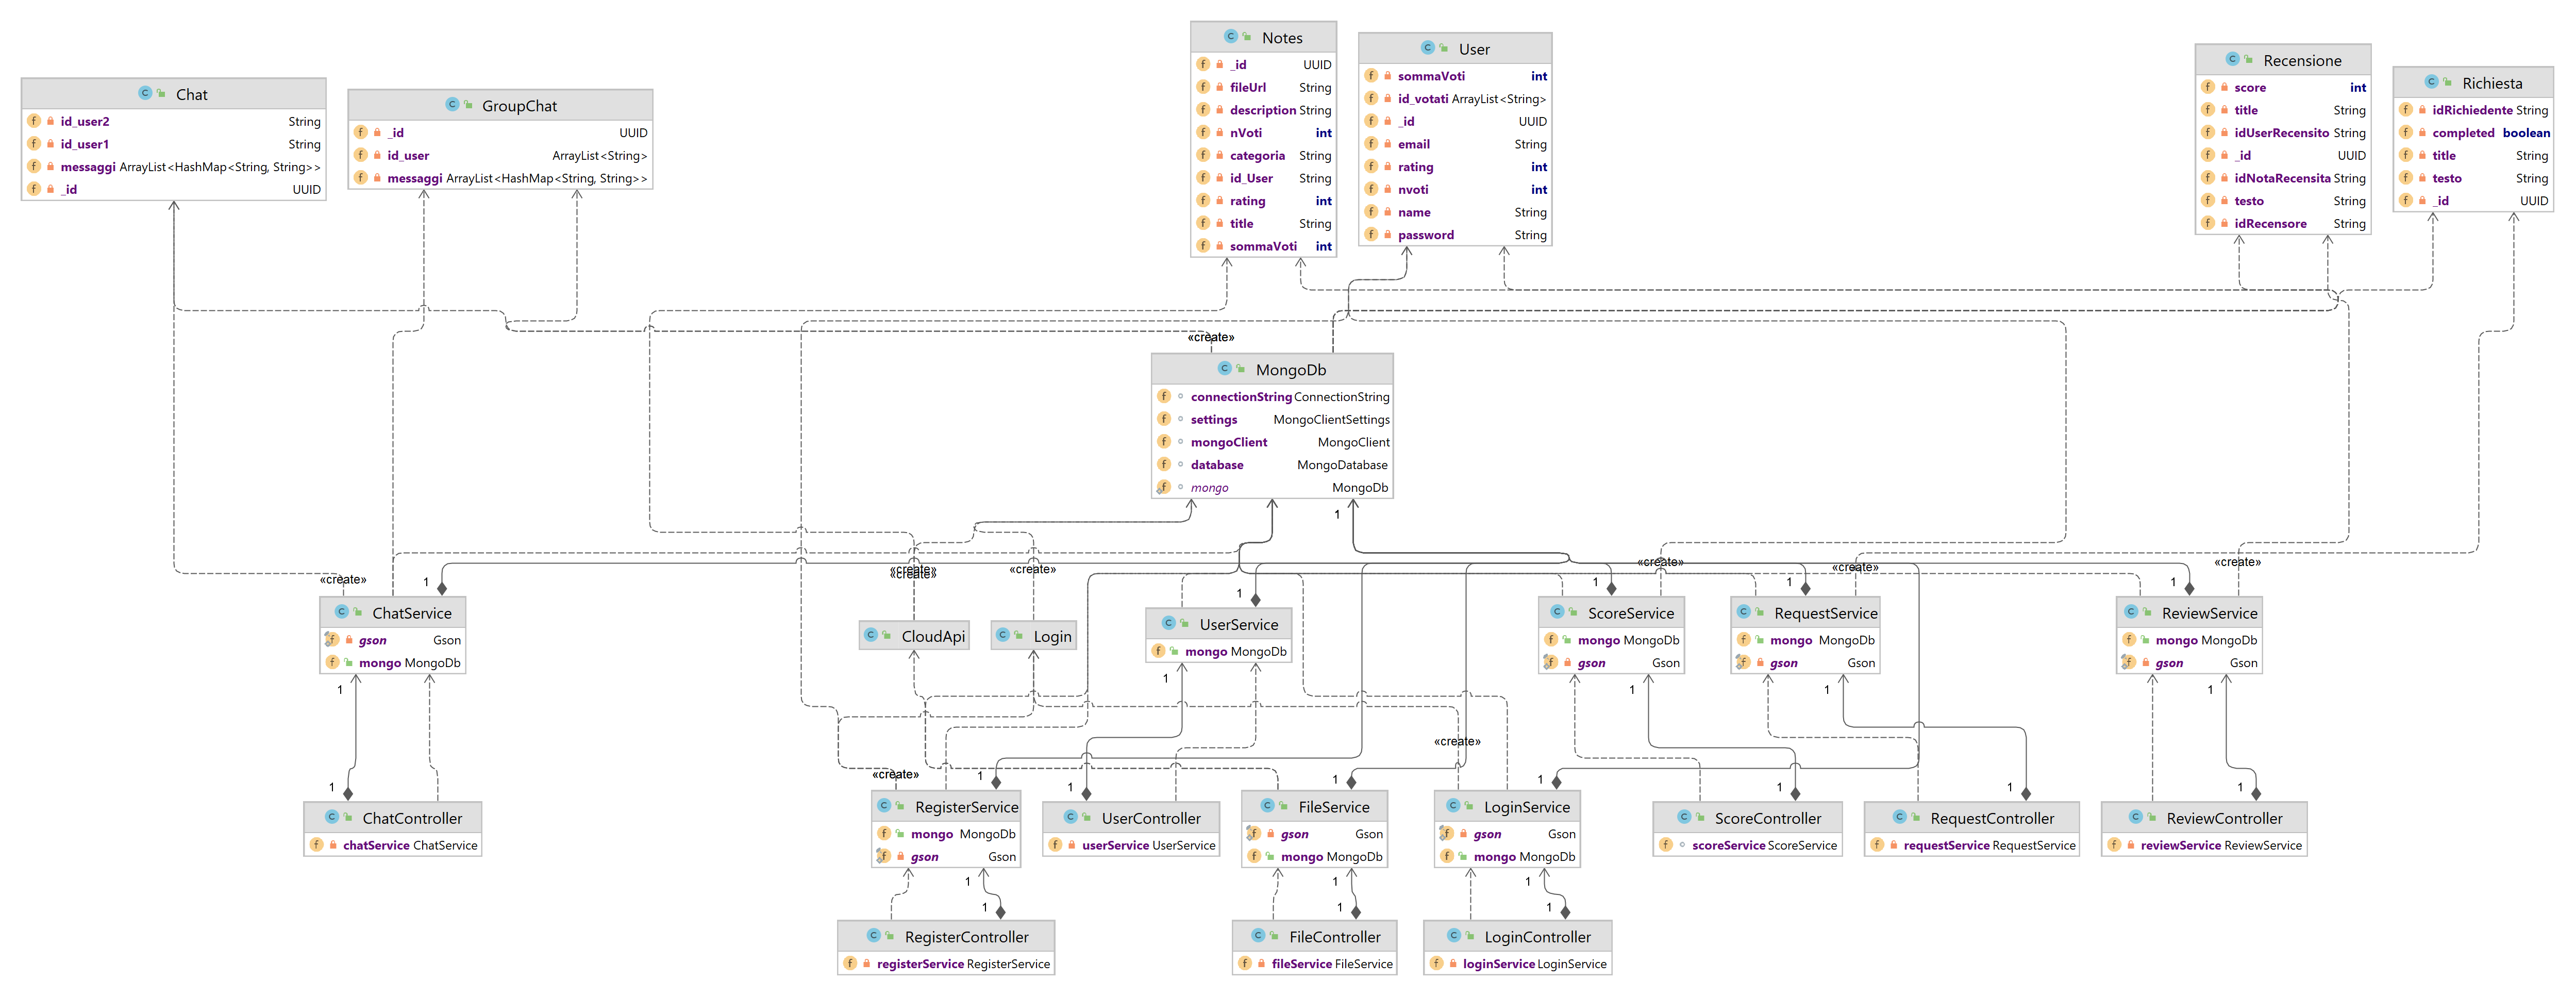 Chat
id_user2 String
id_user1 String
messaggi ArrayList<HashMap<String, String>>
_id UUID
GroupChat
_id UUID
id_user ArrayList<String>
messaggi ArrayList<HashMap<String, String>>
Notes
_id UUID
fileUrl String
description String
nVoti int
categoria String
id_User String
rating int
title String
sommaVoti int
User
sommaVoti int
id_votati ArrayList<String>
_id UUID
email String
rating int
nvoti int
name String
password String
Recensione
score int
title String
idUserRecensito String
_id UUID
idNotaRecensita String
testo String
idRecensore String
Richiesta
idRichiedente String
completed boolean
title String
testo String
_id UUID
«create»
MongoDb
connectionString ConnectionString
settings MongoClientSettings
mongoClient MongoClient
database MongoDatabase
mongo MongoDb
1
«create»
1
«create»
«create»
«create»
1
1
«create»
1
«create»
1
«create»
ChatService
gson Gson
mongo MongoDb
CloudApi
Login
UserService
mongo MongoDb
ScoreService
mongo MongoDb
gson Gson
RequestService
mongo MongoDb
gson Gson
ReviewService
mongo MongoDb
gson Gson
1
1
1
1
1
«create»
«create»
1
1
1
1
1
1
1
1
ChatController
chatService ChatService
RegisterService
mongo MongoDb
gson Gson
UserController
userService UserService
FileService
gson Gson
mongo MongoDb
LoginService
gson Gson
mongo MongoDb
ScoreController
scoreService ScoreService
RequestController
requestService RequestService
ReviewController
reviewService ReviewService
1
1
1
1
1
1
RegisterController
registerService RegisterService
FileController
fileService FileService
LoginController
loginService LoginService